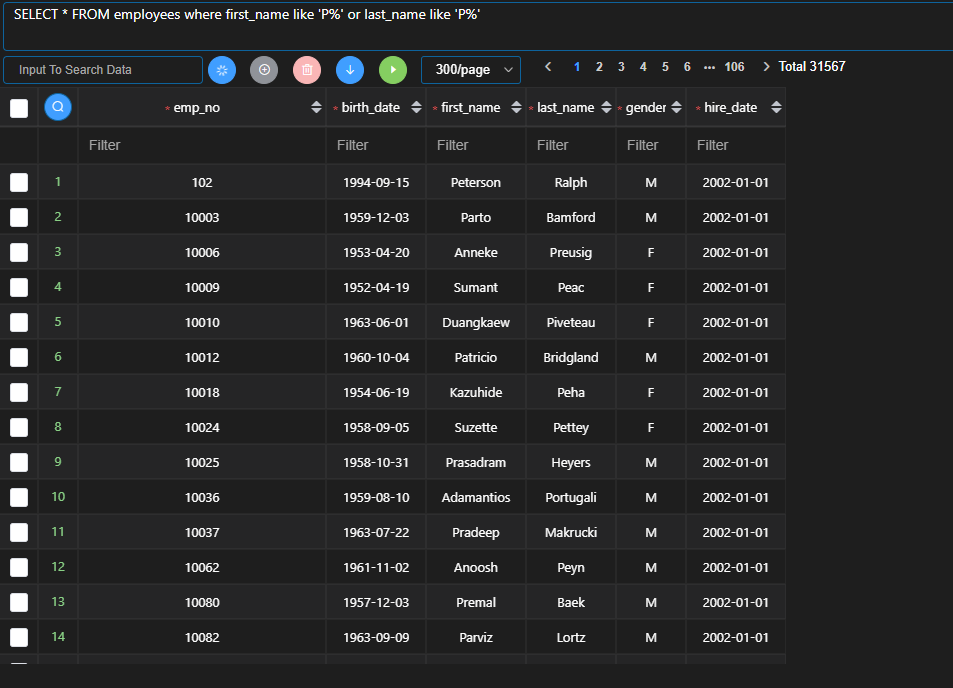 SELECT * FROM employees where first_name like 'P%' or last_name like 'P%'
Input To Search Data 300/page 1 2 3 4 5 6 ••• 106 Total 31567
* emp_no * birth_date * first_name * last_name * gender * hire_date
Filter Filter Filter Filter Filter Filter
1 102 1994-09-15 Peterson Ralph M 2002-01-01
2 10003 1959-12-03 Parto Bamford M 2002-01-01
3 10006 1953-04-20 Anneke Preusig F 2002-01-01
4 10009 1952-04-19 Sumant Peac F 2002-01-01
5 10010 1963-06-01 Duangkaew Piveteau F 2002-01-01
6 10012 1960-10-04 Patricio Bridgland M 2002-01-01
7 10018 1954-06-19 Kazuhide Peha F 2002-01-01
8 10024 1958-09-05 Suzette Pettey F 2002-01-01
9 10025 1958-10-31 Prasadram Heyers M 2002-01-01
10 10036 1959-08-10 Adamantios Portugali M 2002-01-01
11 10037 1963-07-22 Pradeep Makrucki M 2002-01-01
12 10062 1961-11-02 Anoosh Peyn M 2002-01-01
13 10080 1957-12-03 Premal Baek M 2002-01-01
14 10082 1963-09-09 Parviz Lortz M 2002-01-01